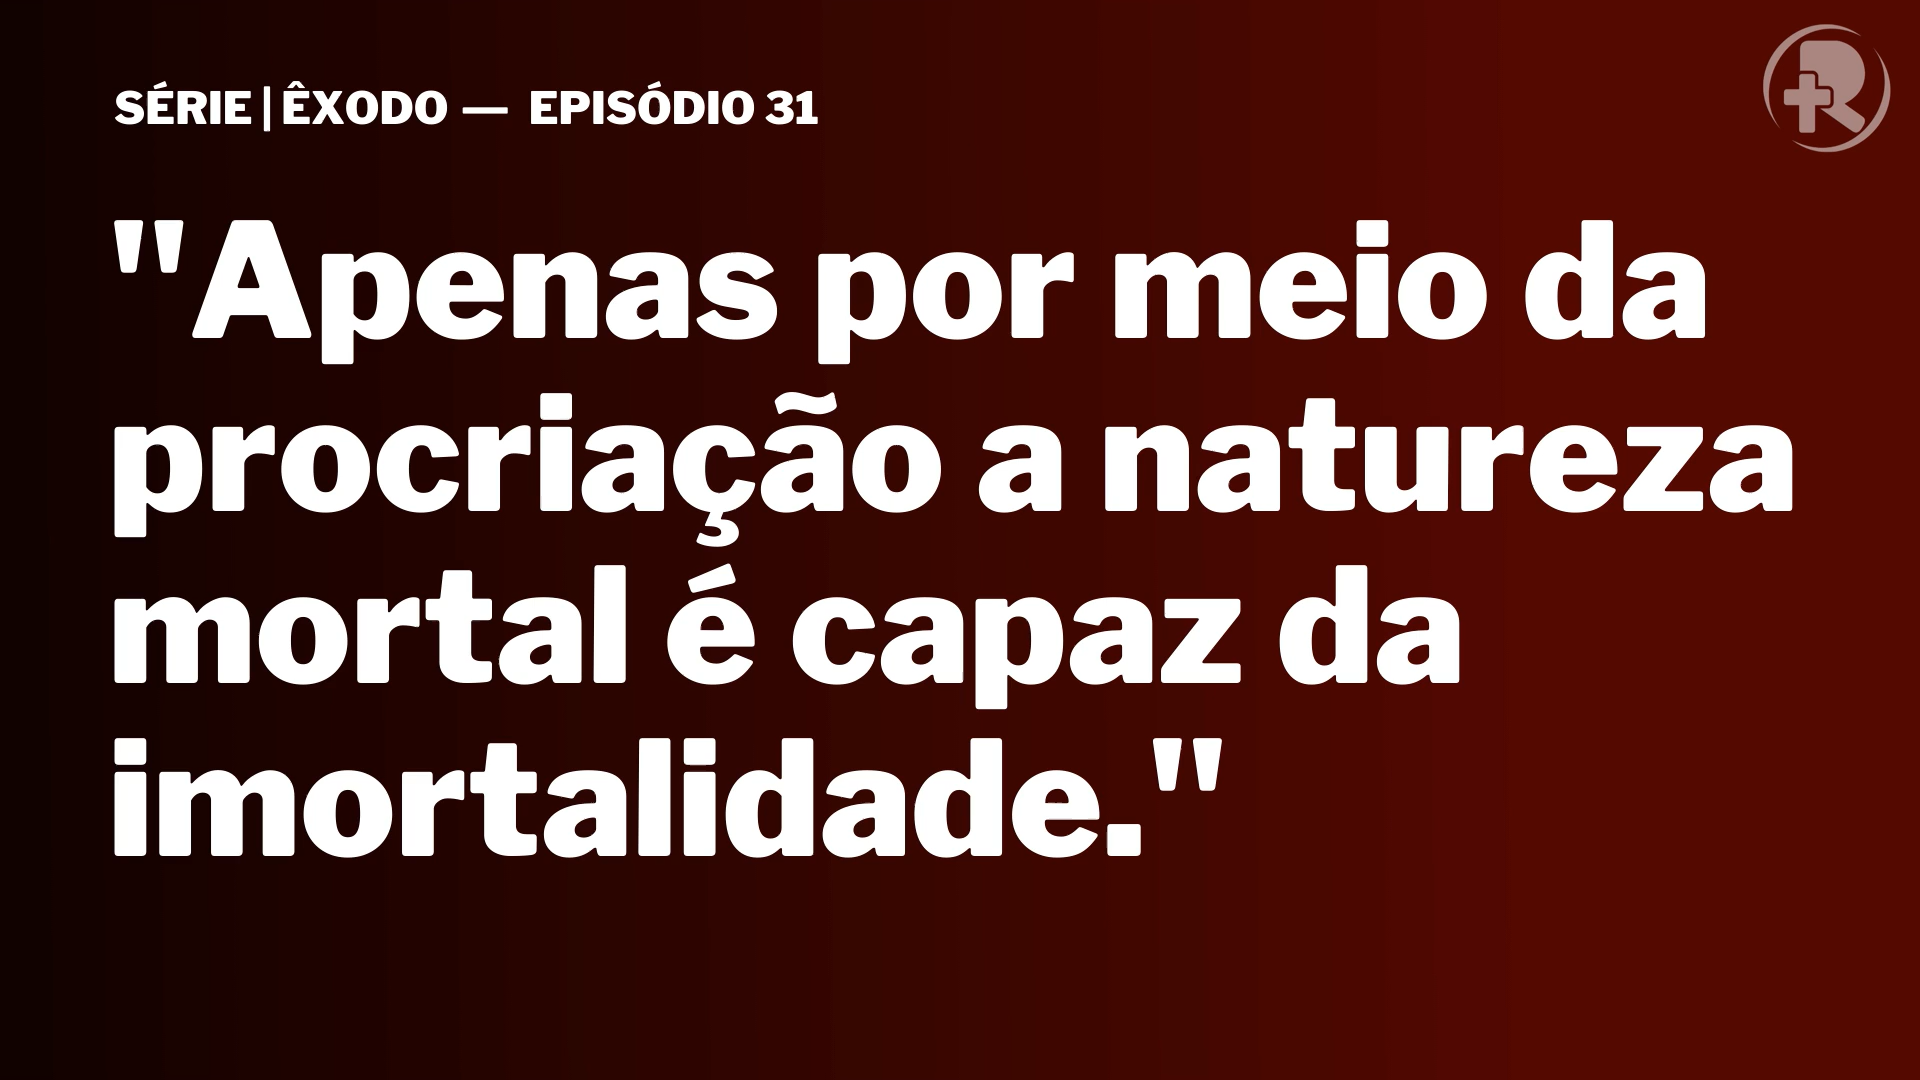 SÉRIE | ÊXODO — EPISÓDIO 31
"Apenas por meio da
procriação a natureza
mortal é capaz da
imortalidade."